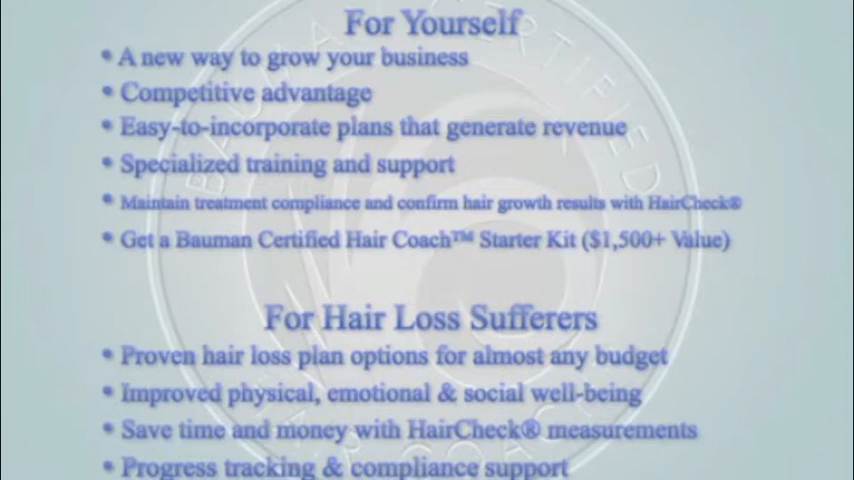 For Yourself
• A new way to grow your business
• Competitive advantage
• Easy-to-incorporate plans that generate revenue
• Specialized training and support
• Maintain treatment compliance and confirm hair growth results with HairCheck®
• Get a Bauman Certified Hair Coach™ Starter Kit ($1,500+ Value)
For Hair Loss Sufferers
• Proven hair loss plan options for almost any budget
• Improved physical, emotional & social well-being
• Save time and money with HairCheck® measurements
• Progress tracking & compliance support
BAUMAN CERTIFIED
COACH